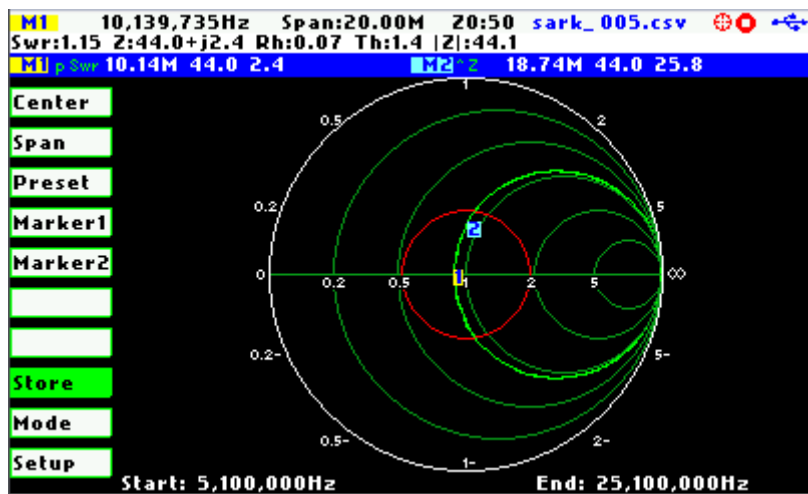 M1 10,139,735Hz Span:20.00M Z0:50 sark_005.csv
Swr:1.15 Z:44.0+j2.4 Rh:0.07 Th:1.4 |Z|:44.1
M1 p Swr 10.14M 44.0 2.4 M2 ^Z 18.74M 44.0 25.8
Center
Span
Preset
Marker1
Marker2
Store
Mode
Setup
1
0.5 2
0.2 5
2
0 0.2 0.5 1 1 2 5 ∞
0.2- 5-
0.5- 2-
1-
Start: 5,100,000Hz End: 25,100,000Hz